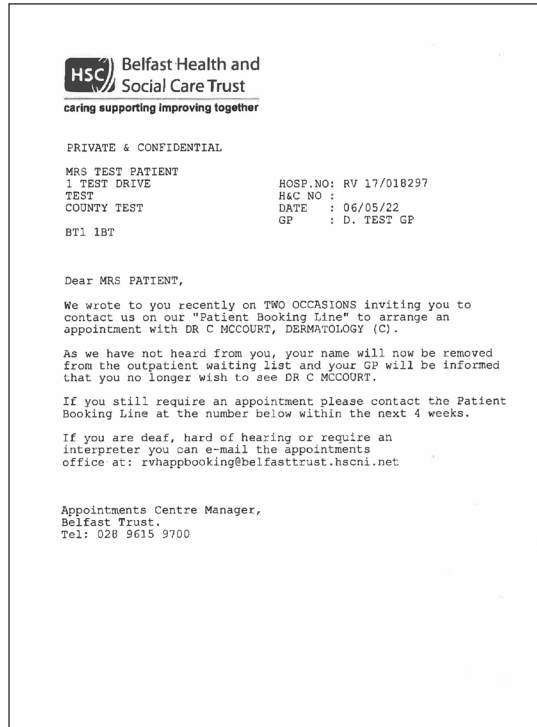 HSC
Belfast Health and
Social Care Trust
caring supporting improving together
PRIVATE & CONFIDENTIAL
MRS TEST PATIENT
1 TEST DRIVE
TEST
COUNTY TEST
BT1 1BT
HOSP.NO: RV 17/018297
H&C NO :
DATE : 06/05/22
GP : D. TEST GP
Dear MRS PATIENT,
We wrote to you recently on TWO OCCASIONS inviting you to
contact us on our "Patient Booking Line" to arrange an
appointment with DR C MCCOURT, DERMATOLOGY (C).
As we have not heard from you, your name will now be removed
from the outpatient waiting list and your GP will be informed
that you no longer wish to see DR C MCCOURT.
If you still require an appointment please contact the Patient
Booking Line at the number below within the next 4 weeks.
If you are deaf, hard of hearing or require an
interpreter you can e-mail the appointments
office at: rvhappbooking@belfasttrust.hscni.net
Appointments Centre Manager,
Belfast Trust.
Tel: 028 9615 9700